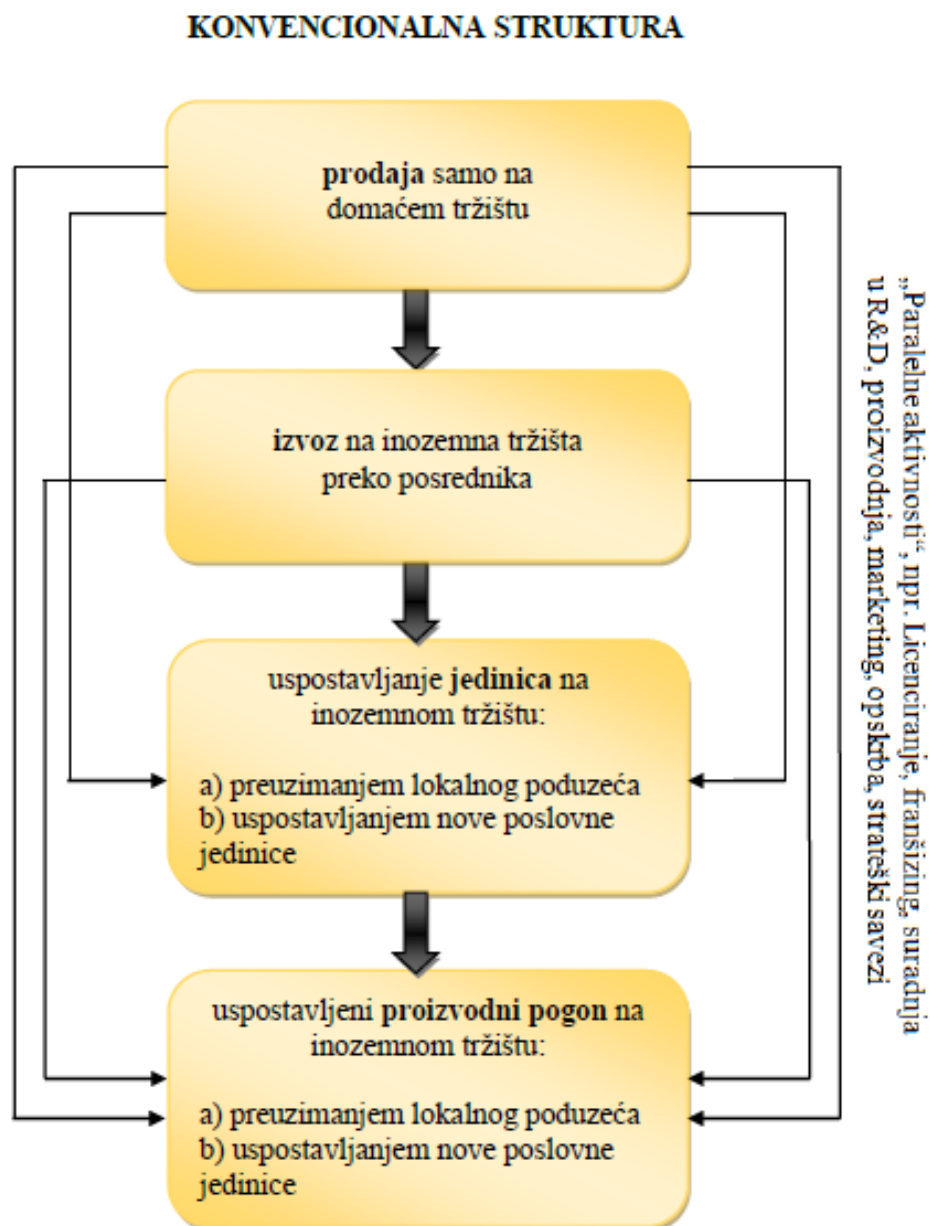 KONVENCIONALNA STRUKTURA
prodaja samo na
domaćem tržištu
izvoz na inozemna tržišta
preko posrednika
uspostavljanje jedinica na
inozemnom tržištu:
a) preuzimanjem lokalnog poduzeća
b) uspostavljanjem nove poslovne
jedinice
uspostavljeni proizvodni pogon na
inozemnom tržištu:
a) preuzimanjem lokalnog poduzeća
b) uspostavljanjem nove poslovne
jedinice
„Paralelne aktivnosti“, npr. Licenciranje, franšizing, suradnja
u R&D, proizvodnja, marketing, opskrba, strateški savezi